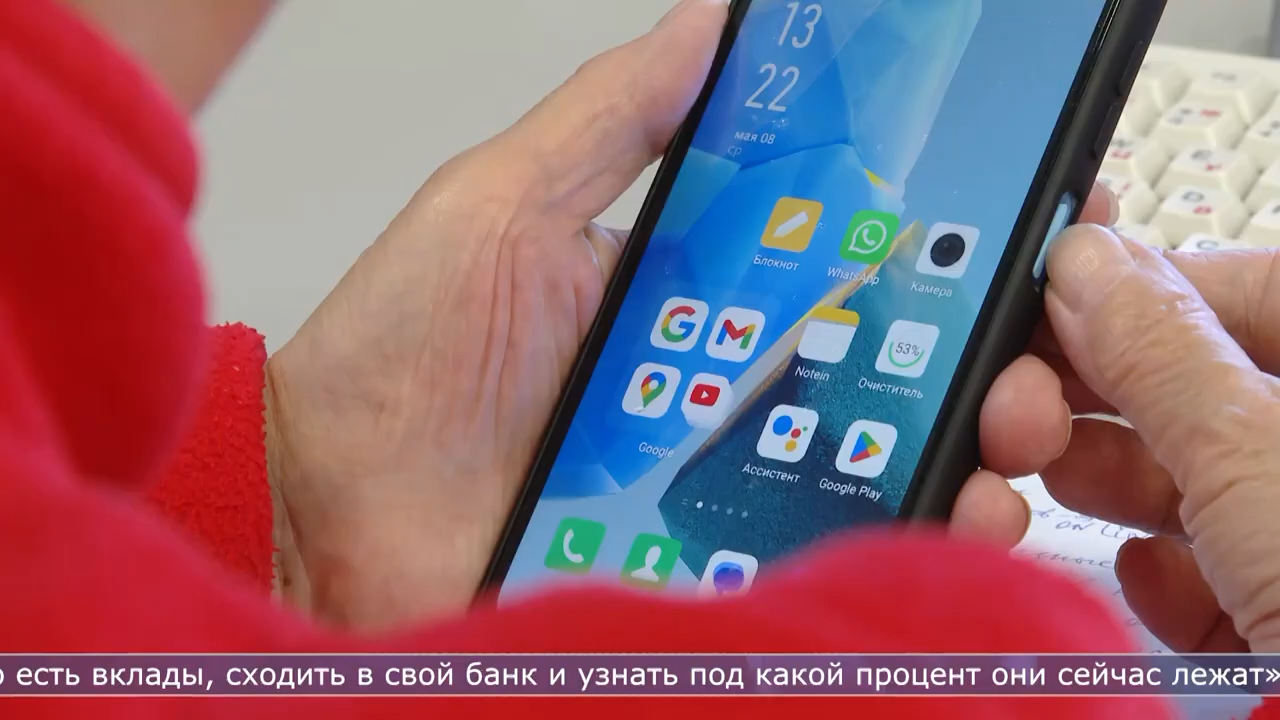 13
22
мая 08
ср
Блокнот
WhatsApp
Камера
Notein
53%
Очиститель
Google
Ассистент
Google Play
о есть вклады, сходить в свой банк и узнать под какой процент они сейчас лежат»